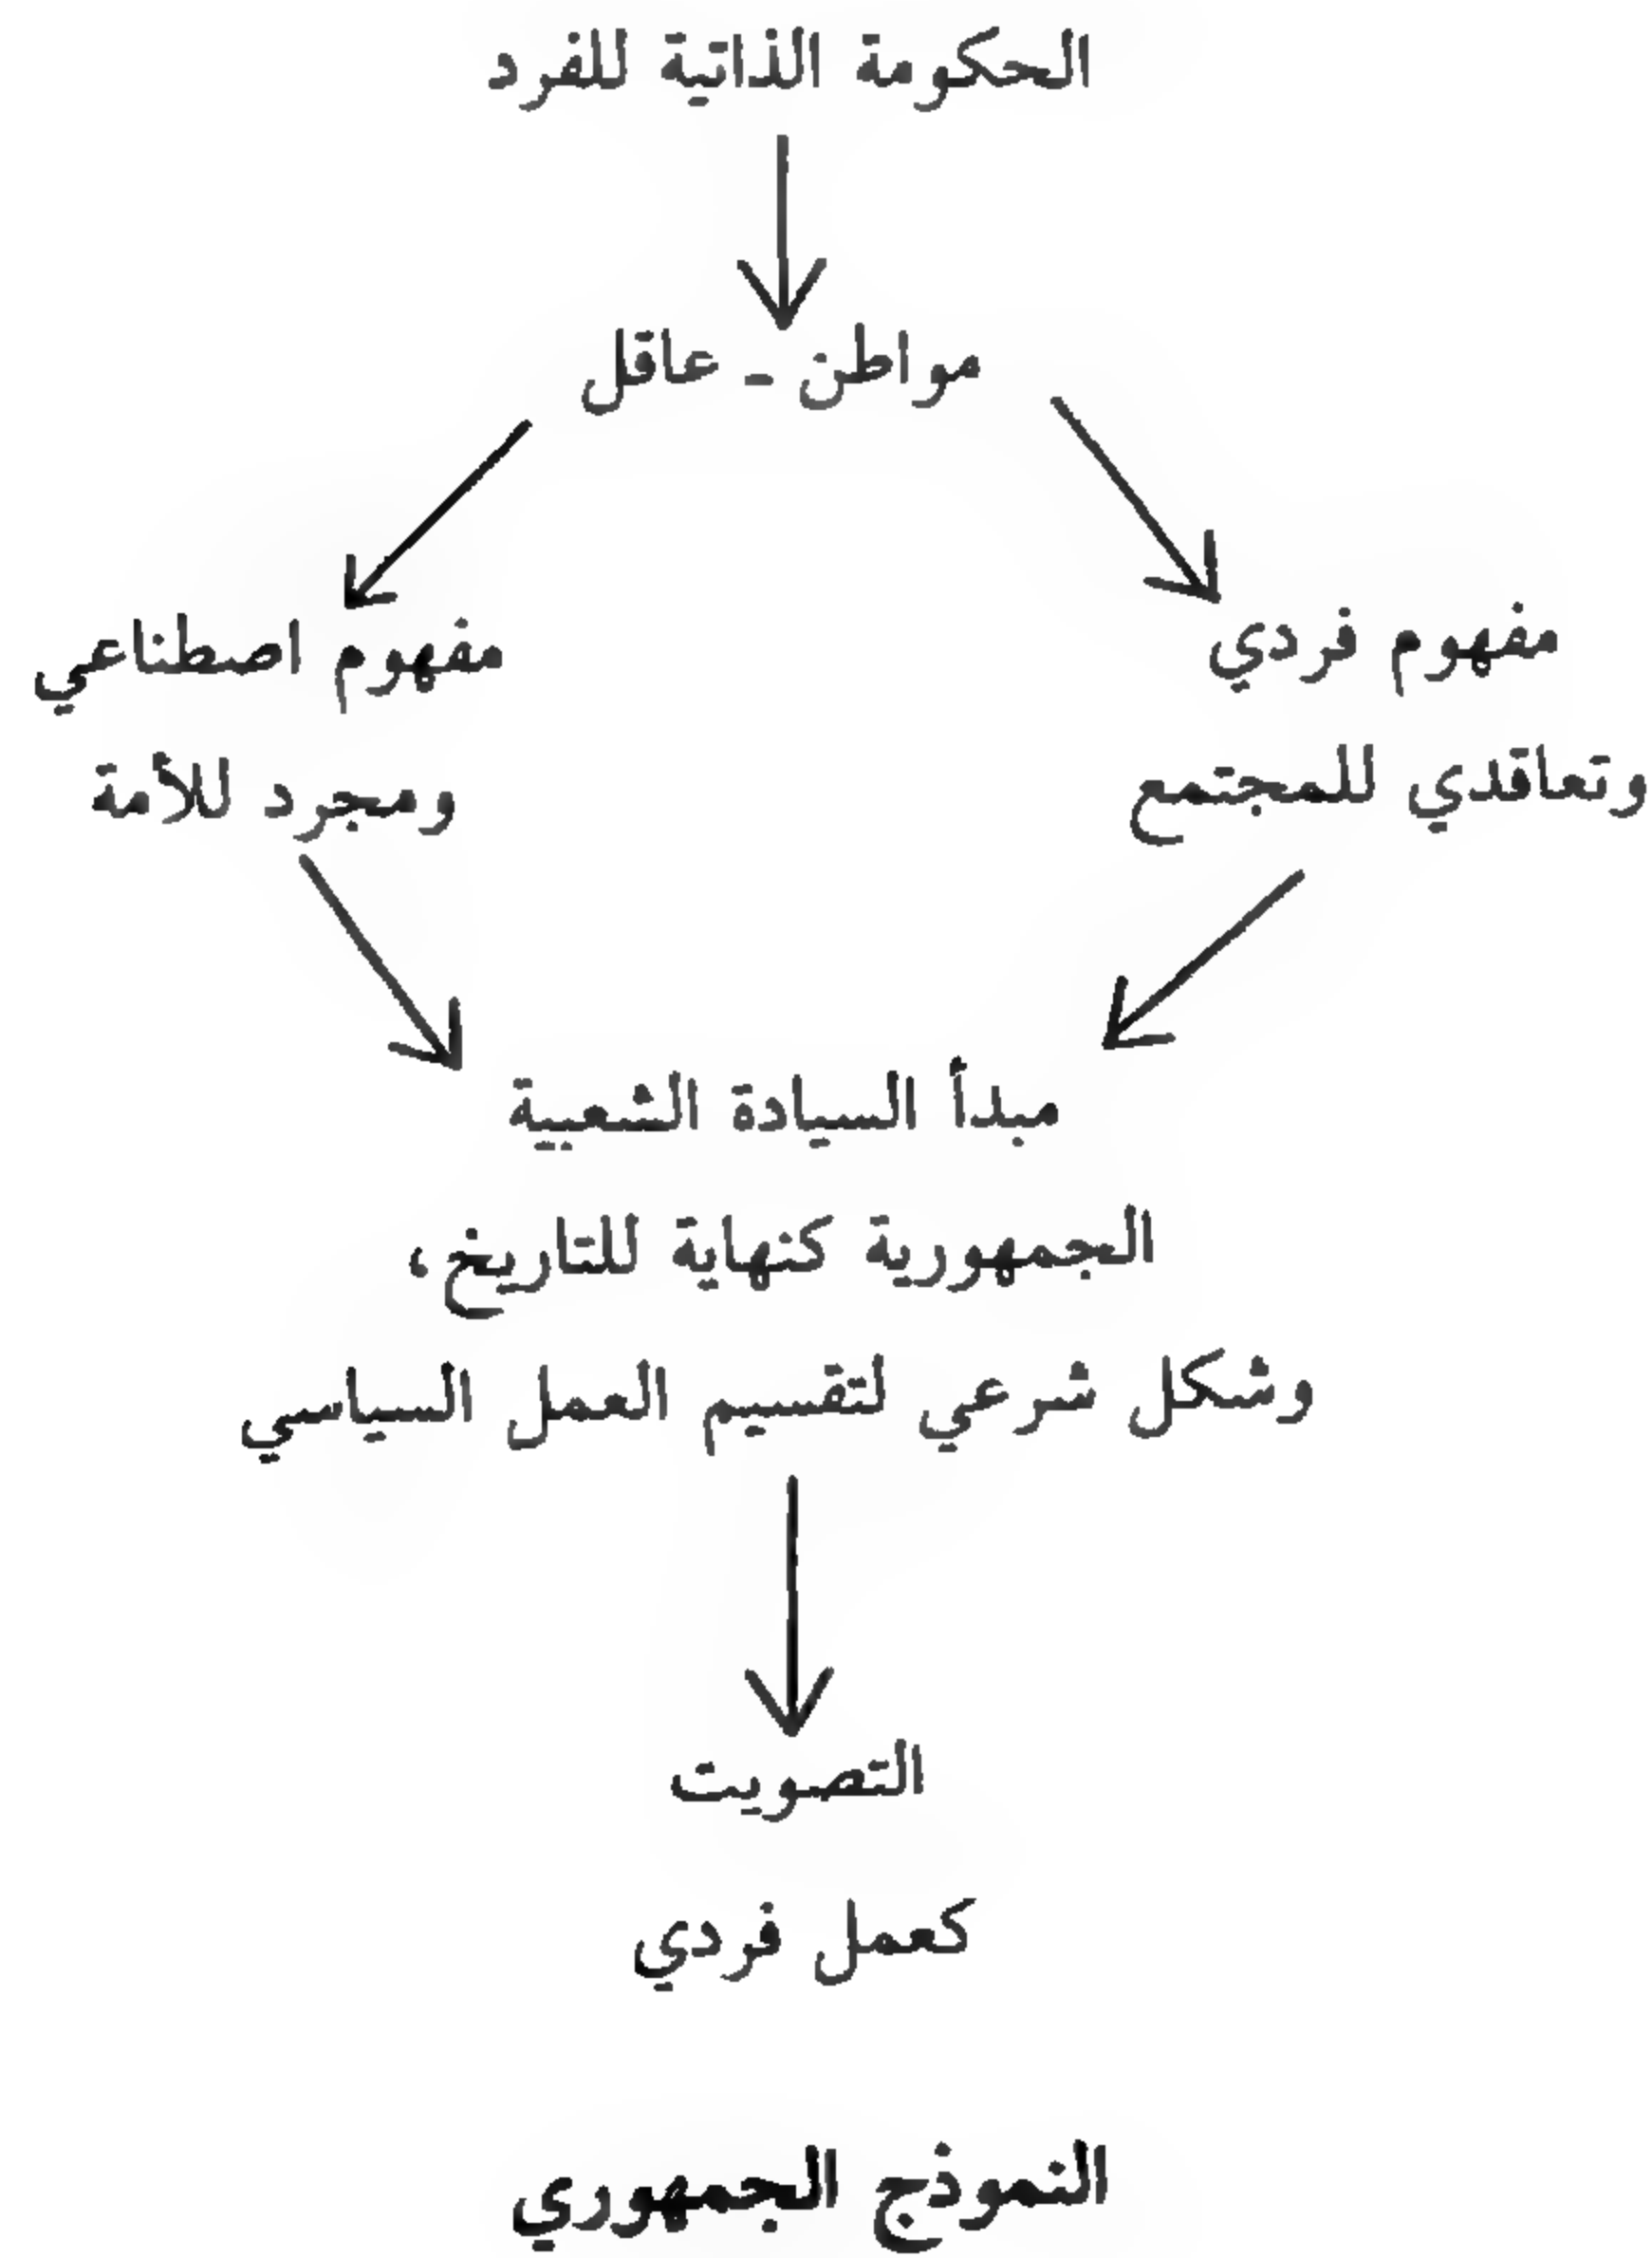 الحكومة الذاتية للفرد
مواطن - عاقل
مفهوم فردي
وتعاقدي للمجتمع
مفهوم اصطناعي
ومجرد للأمة
مبدأ السيادة الشعبية
الجمهورية كنهاية للتاريخ،
وشكل شرعي لتقسيم العمل السياسي
التصويت
كعمل فردي
النموذج الجمهوري